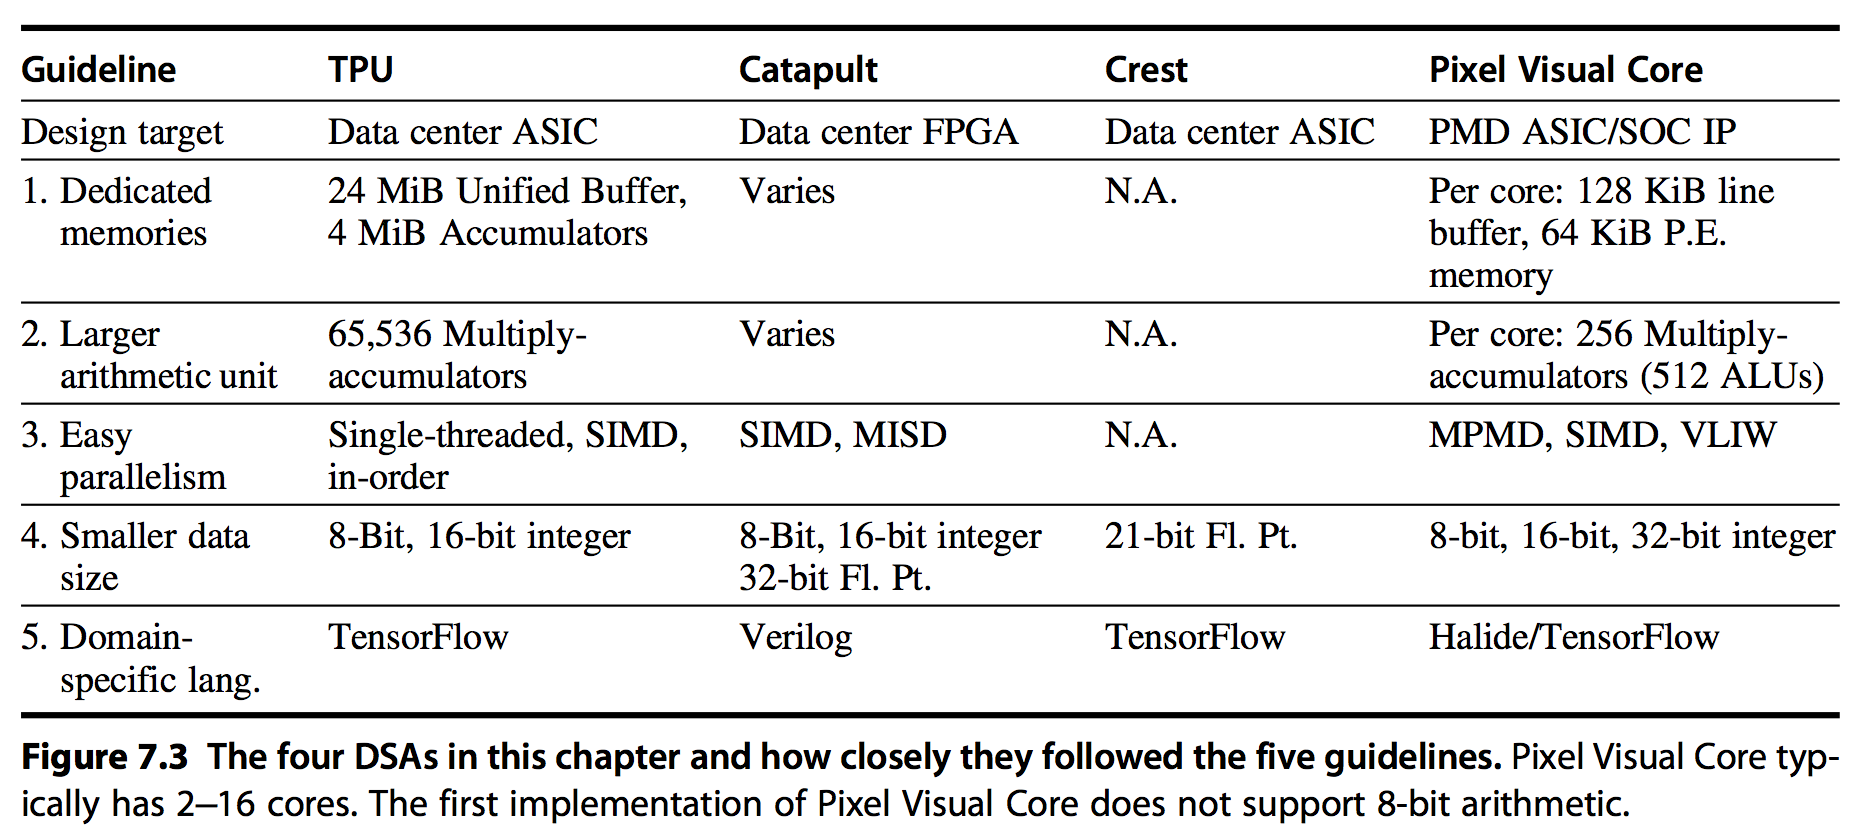 Guideline TPU Catapult Crest Pixel Visual Core
Design target Data center ASIC Data center FPGA Data center ASIC PMD ASIC/SOC IP
1. Dedicated memories 24 MiB Unified Buffer, 4 MiB Accumulators Varies N.A. Per core: 128 KiB line buffer, 64 KiB P.E. memory
2. Larger arithmetic unit 65,536 Multiply-accumulators Varies N.A. Per core: 256 Multiply-accumulators (512 ALUs)
3. Easy parallelism Single-threaded, SIMD, in-order SIMD, MISD N.A. MPMD, SIMD, VLIW
4. Smaller data size 8-Bit, 16-bit integer 8-Bit, 16-bit integer 32-bit Fl. Pt. 21-bit Fl. Pt. 8-bit, 16-bit, 32-bit integer
5. Domain-specific lang. TensorFlow Verilog TensorFlow Halide/TensorFlow
Figure 7.3 The four DSAs in this chapter and how closely they followed the five guidelines. Pixel Visual Core typ-
ically has 2–16 cores. The first implementation of Pixel Visual Core does not support 8-bit arithmetic.